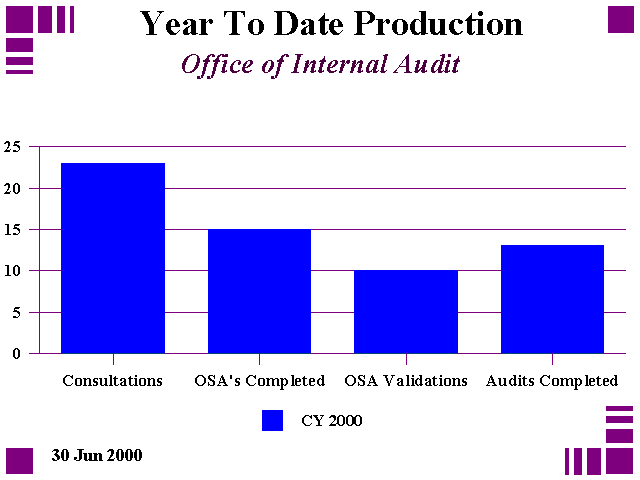 Year To Date Production
Office of Internal Audit
25
20
15
10
5
0
Consultations OSA's Completed OSA Validations Audits Completed
CY 2000
30 Jun 2000